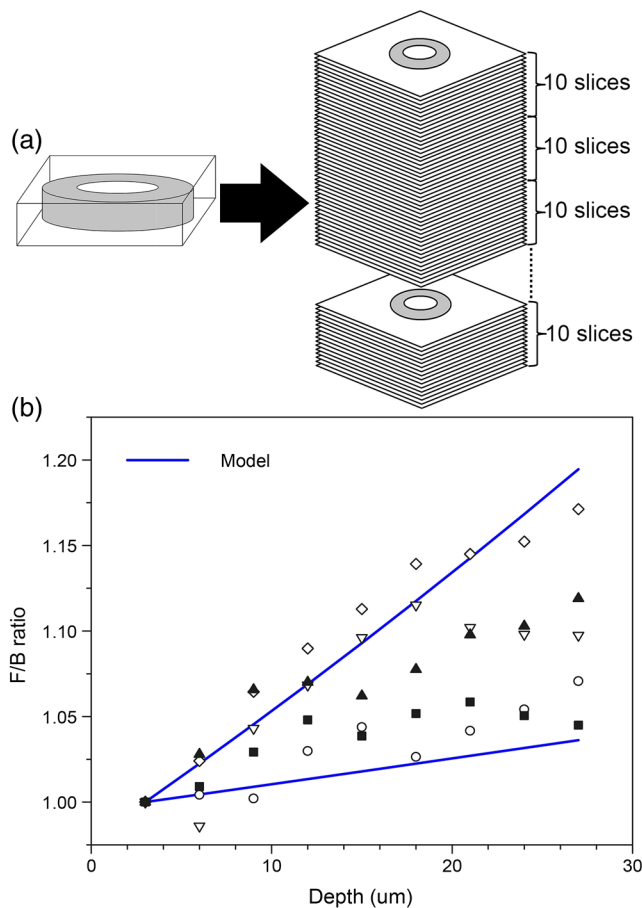 (a)
10 slices
10 slices
10 slices
10 slices
(b)
Model
1.20
1.15
1.10
1.05
1.00
F/B ratio
0 10 20 30
Depth (um)